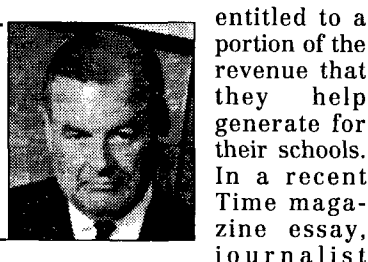 entitled to a
portion of the
revenue that
they help
generate for
their schools.
In a recent
Time maga-
zine essay,
journalist